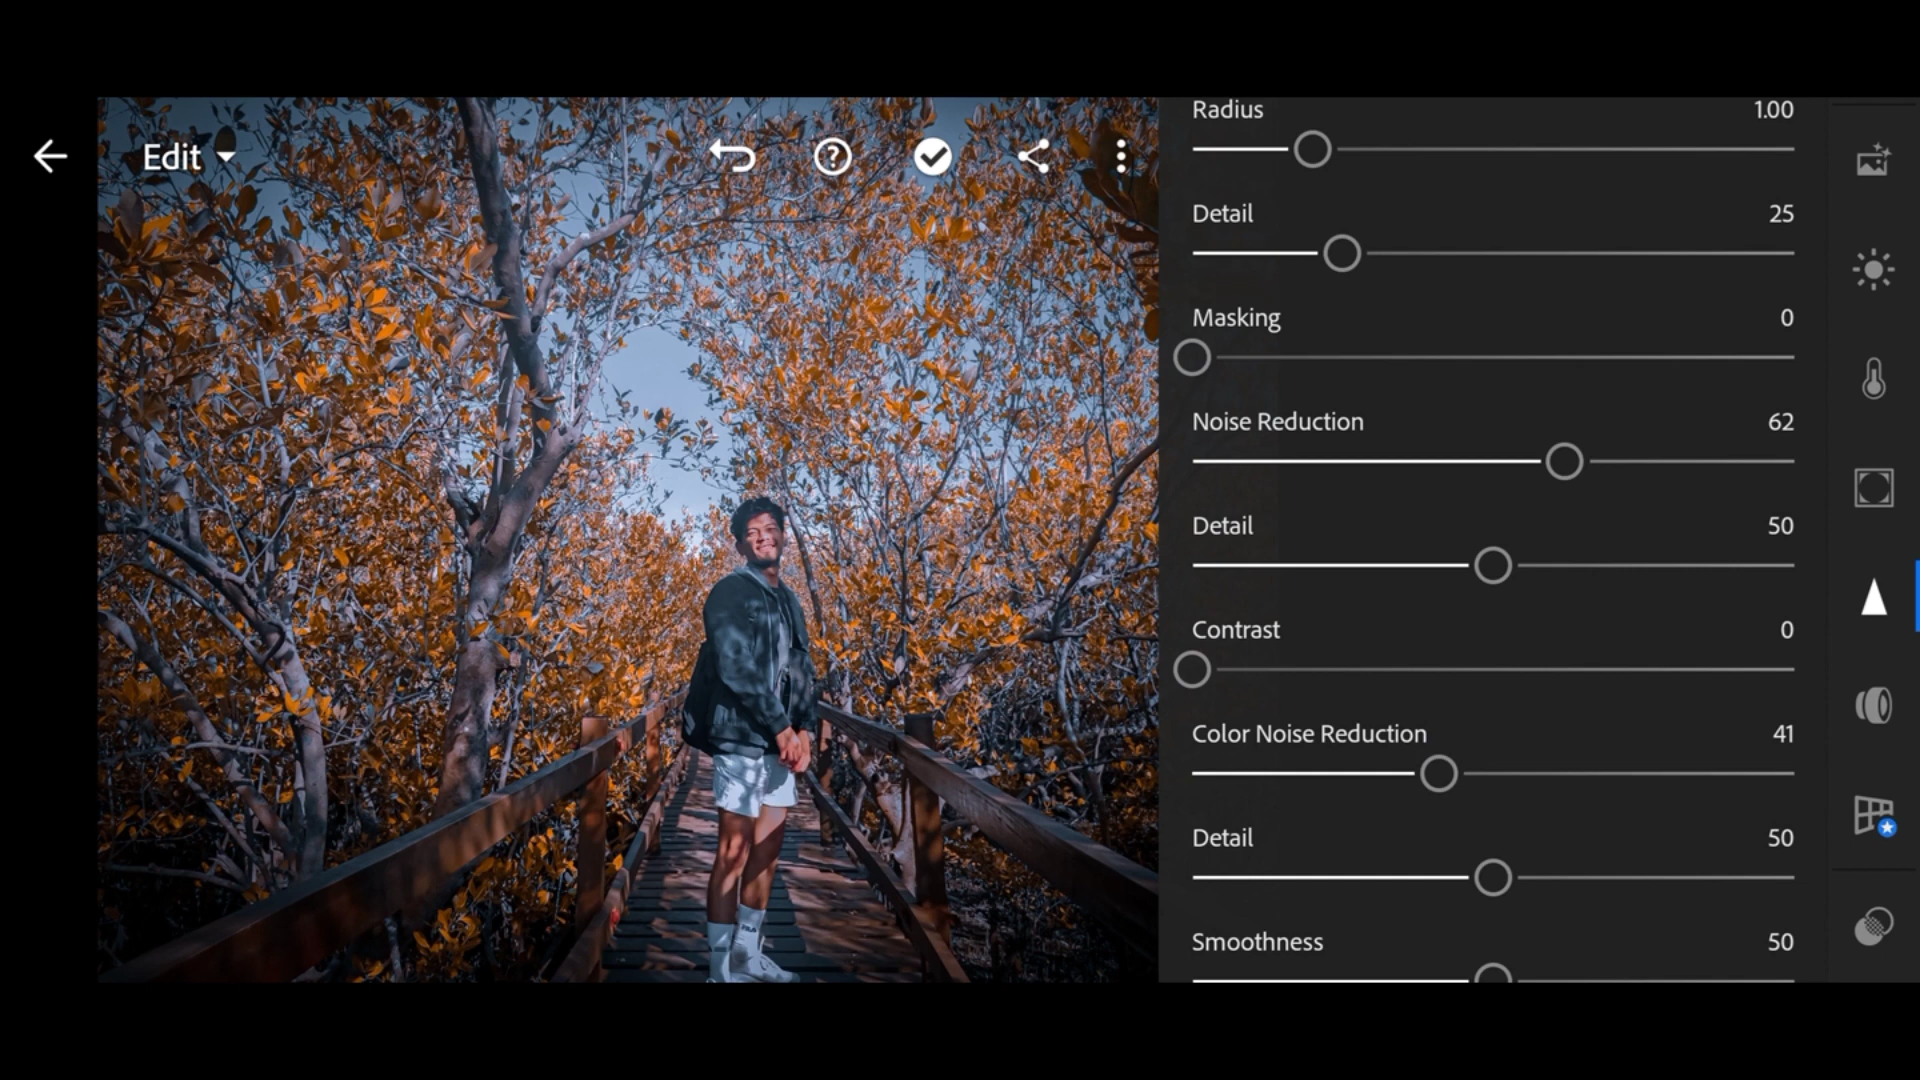 Edit
Radius 1.00
Detail 25
Masking 0
Noise Reduction 62
Detail 50
Contrast 0
Color Noise Reduction 41
Detail 50
Smoothness 50